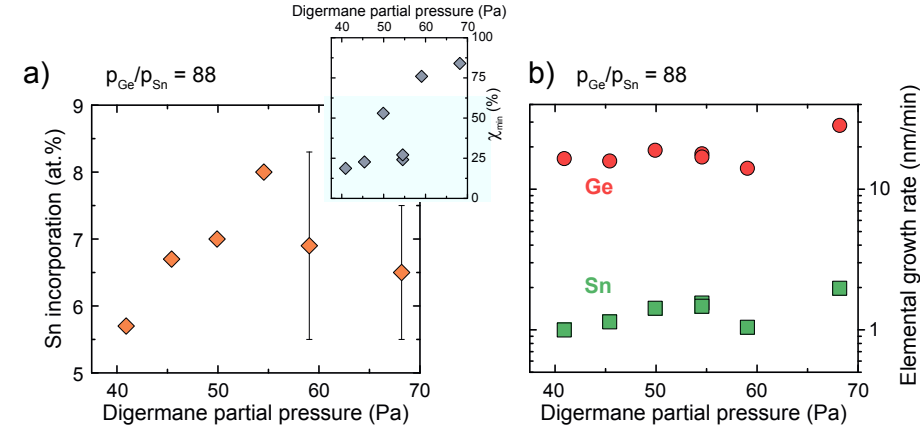 Digermane partial pressure (Pa)
40 50 60 70
100
75
50
25
0
χmin (%)
a) pGe/pSn = 88
9
8
7
6
5
Sn incorporation (at.%)
40 50 60 70
Digermane partial pressure (Pa)
b) pGe/pSn = 88
Ge
Sn
10
1
Elemental growth rate (nm/min)
40 50 60 70
Digermane partial pressure (Pa)